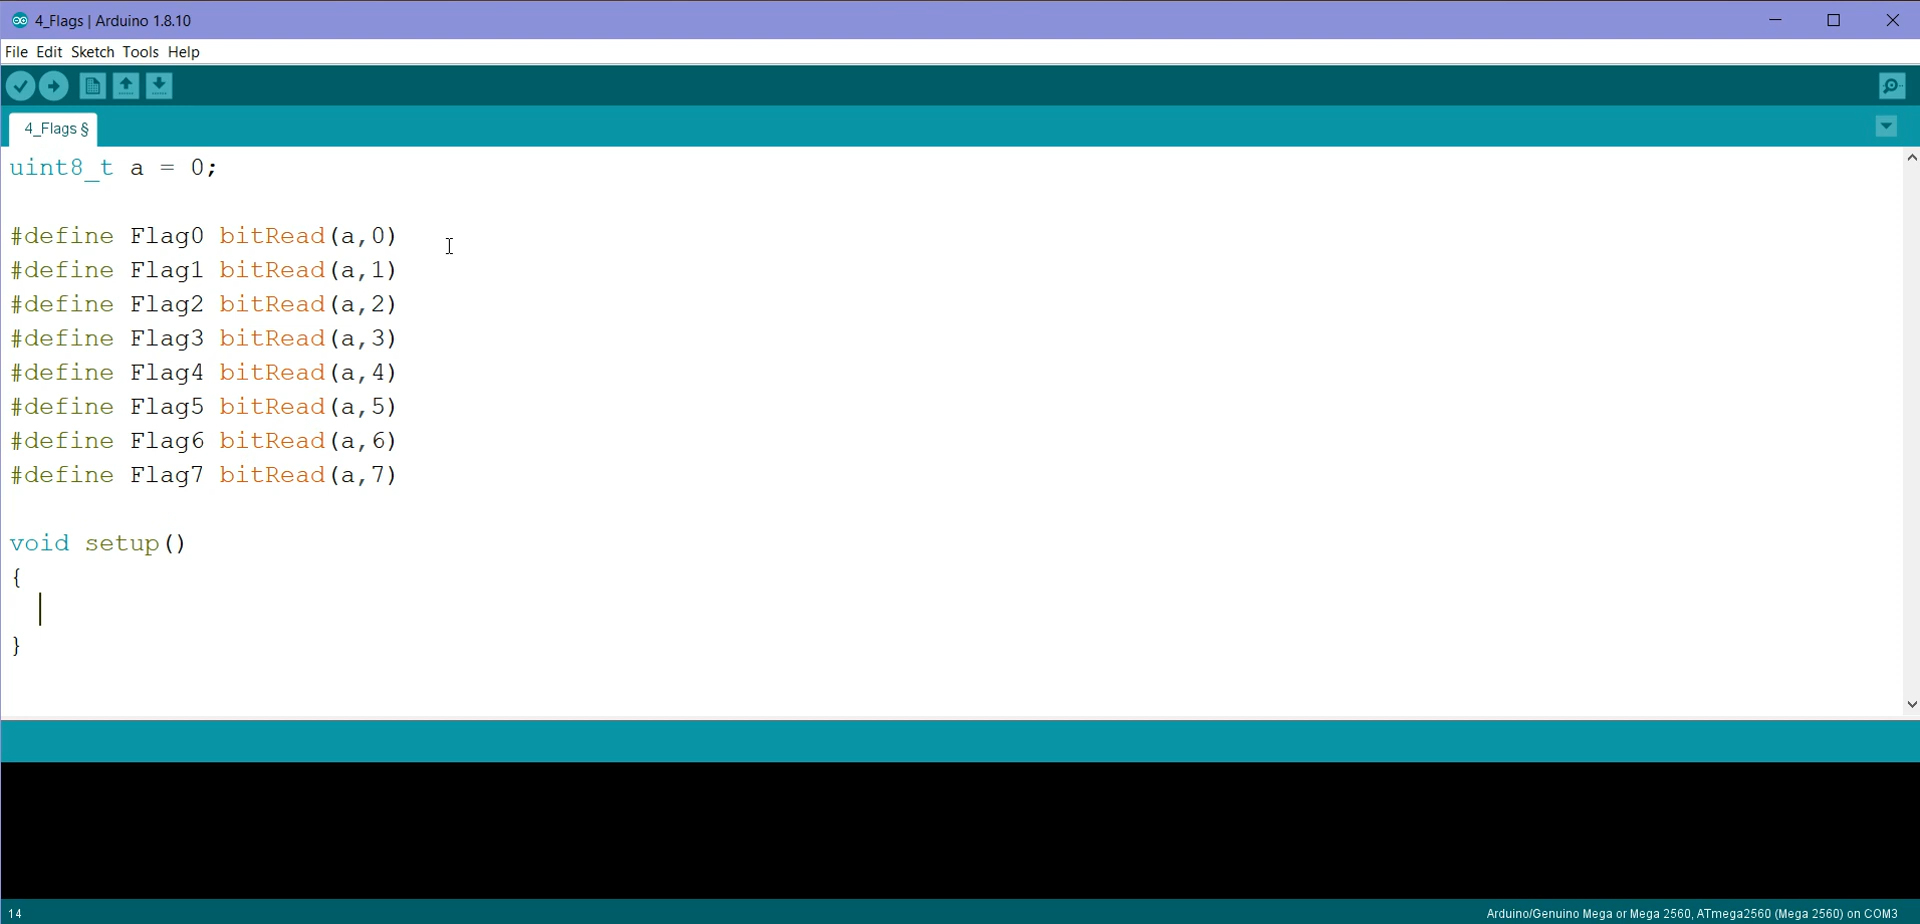 4_Flags | Arduino 1.8.10
File Edit Sketch Tools Help
4_Flags §
uint8_t a = 0;
#define Flag0 bitRead(a,0)
#define Flag1 bitRead(a,1)
#define Flag2 bitRead(a,2)
#define Flag3 bitRead(a,3)
#define Flag4 bitRead(a,4)
#define Flag5 bitRead(a,5)
#define Flag6 bitRead(a,6)
#define Flag7 bitRead(a,7)
void setup()
{
}
14
Arduino/Genuino Mega or Mega 2560, ATmega2560 (Mega 2560) on COM3